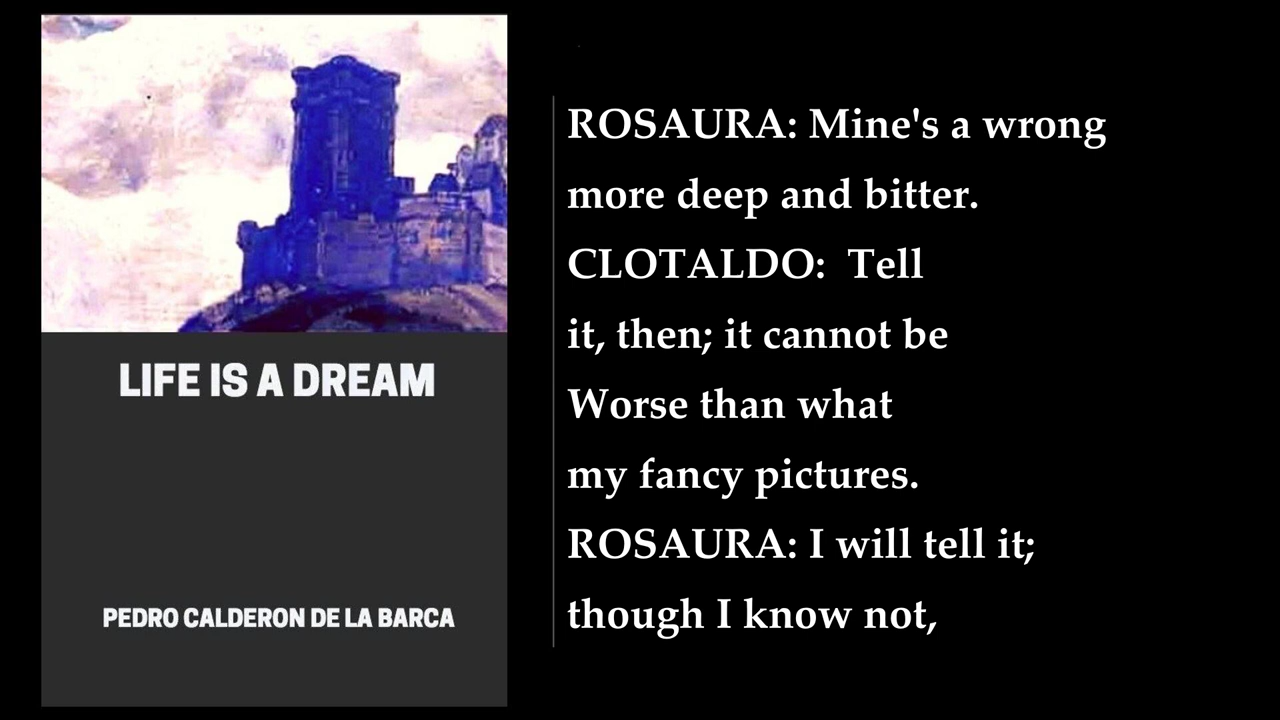 LIFE IS A DREAM
PEDRO CALDERON DE LA BARCA
ROSAURA: Mine's a wrong
more deep and bitter.
CLOTALDO:  Tell
it, then; it cannot be
Worse than what
my fancy pictures.
ROSAURA: I will tell it;
though I know not,